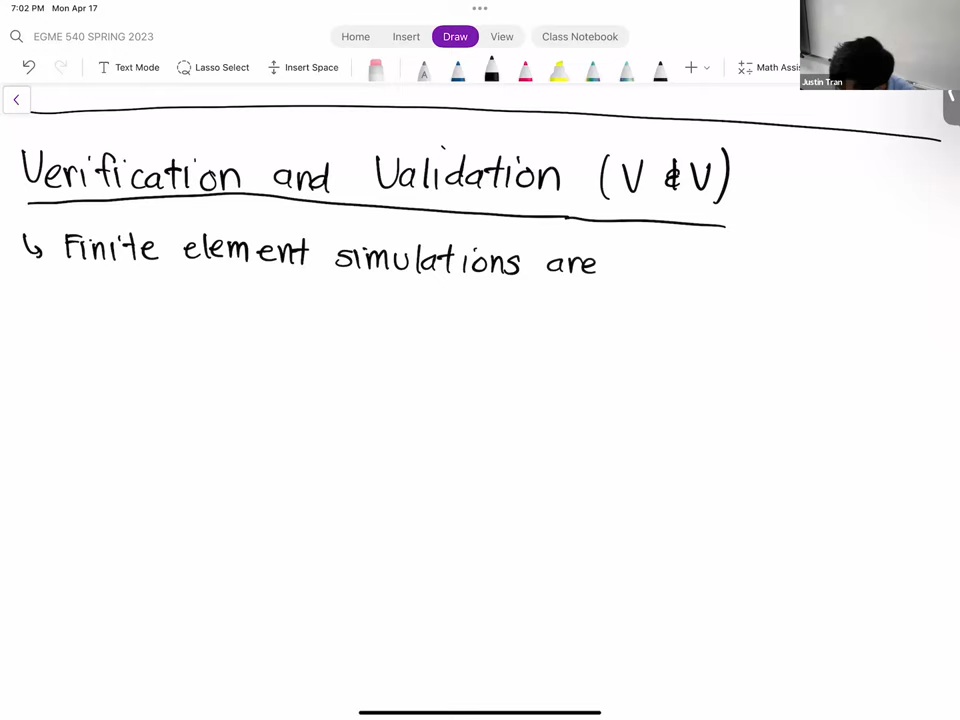 7:02 PM Mon Apr 17
EGME 540 SPRING 2023
Home Insert Draw View Class Notebook
Text Mode Lasso Select Insert Space A Math Assis
Justin Tran
Verification and Validation (V & V)
↳ Finite element simulations are